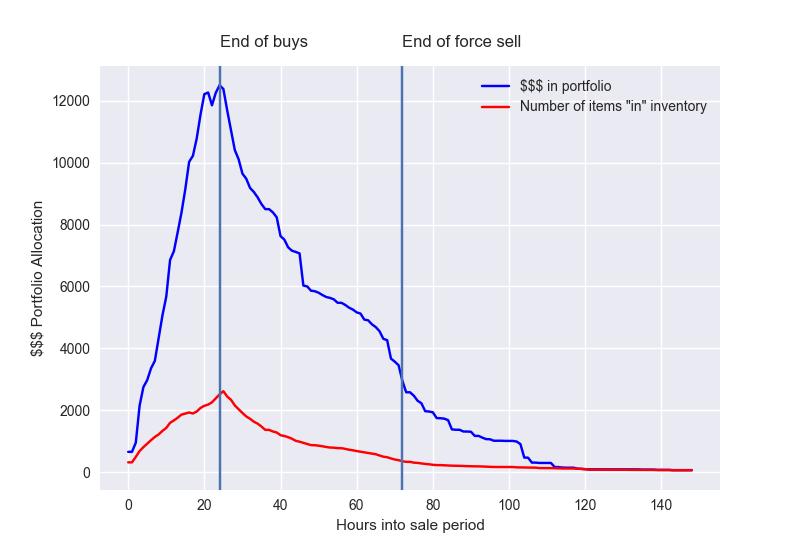 End of buys
End of force sell
$$$ in portfolio
Number of items "in" inventory
12000
10000
8000
6000
4000
2000
0
$$$ Portfolio Allocation
0 20 40 60 80 100 120 140
Hours into sale period